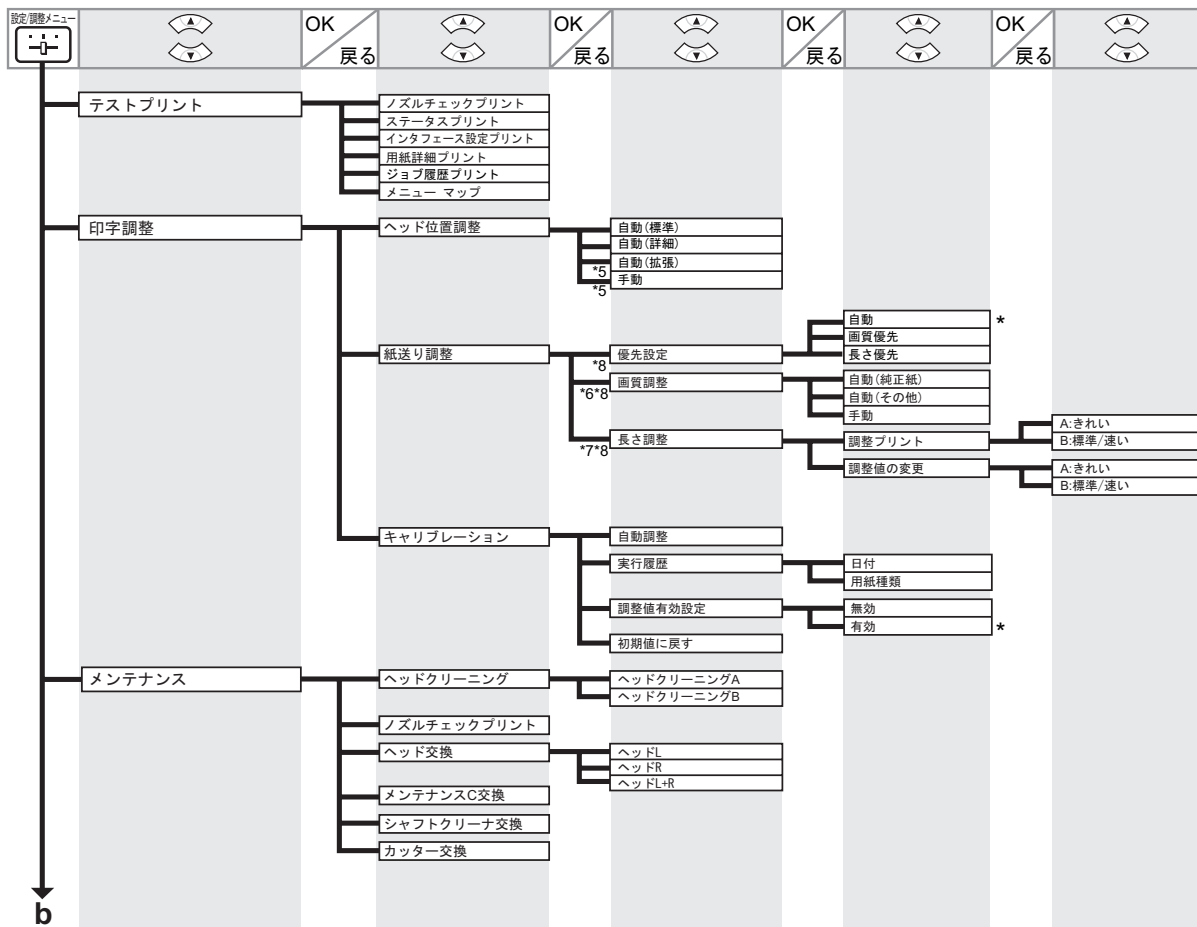 設定/調整メニュー
OK
戻る
OK
戻る
OK
戻る
OK
戻る
テストプリント
ノズルチェックプリント
ステータスプリント
インタフェース設定プリント
用紙詳細プリント
ジョブ履歴プリント
メニュー マップ
印字調整
ヘッド位置調整
自動(標準)
自動(詳細)
自動(拡張)
*5
手動
*5
紙送り調整
優先設定
*8
自動
*
画質優先
長さ優先
画質調整
*6*8
自動(純正紙)
自動(その他)
手動
長さ調整
*7*8
調整プリント
A:きれい
B:標準/速い
調整値の変更
A:きれい
B:標準/速い
キャリブレーション
自動調整
実行履歴
日付
用紙種類
調整値有効設定
無効
有効
*
初期値に戻す
メンテナンス
ヘッドクリーニング
ヘッドクリーニングA
ヘッドクリーニングB
ノズルチェックプリント
ヘッド交換
ヘッドL
ヘッドR
ヘッドL+R
メンテナンスC交換
シャフトクリーナ交換
カッター交換
b